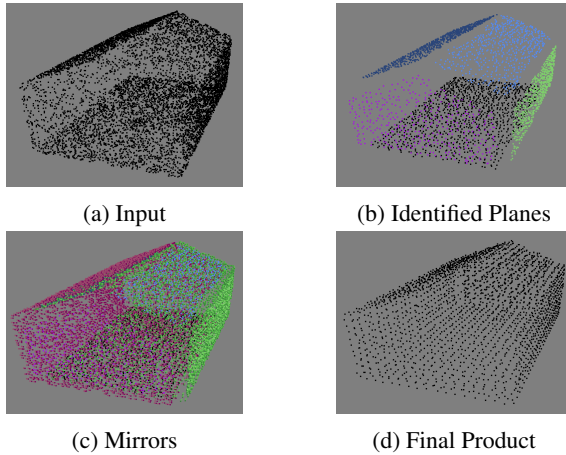 (a) Input
(b) Identified Planes
(c) Mirrors
(d) Final Product